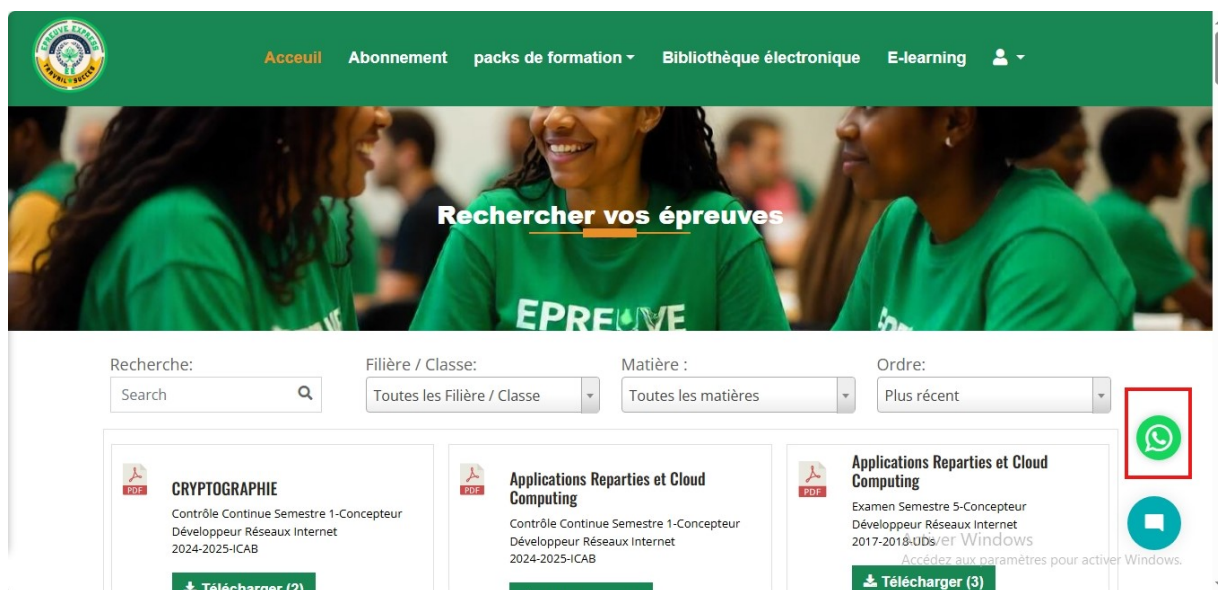 EPREUVE EXPRESS
TRAVAIL SUCCES
Acceuil Abonnement packs de formation Bibliothèque électronique E-learning
Rechercher vos épreuves
EPREUVE
Recherche: Filière / Classe: Matière : Ordre:
Search Toutes les Filière / Classe Toutes les matières Plus récent
PDF
CRYPTOGRAPHIE
Contrôle Continue Semestre 1-Concepteur
Développeur Réseaux Internet
2024-2025-ICAB
Télécharger (2)
PDF
Applications Reparties et Cloud
Computing
Contrôle Continue Semestre 1-Concepteur
Développeur Réseaux Internet
2024-2025-ICAB
PDF
Applications Reparties et Cloud
Computing
Examen Semestre 5-Concepteur
Développeur Réseaux Internet
2017-2018-UDs
Télécharger (3)
Activer Windows
Accédez aux paramètres pour activer Windows.